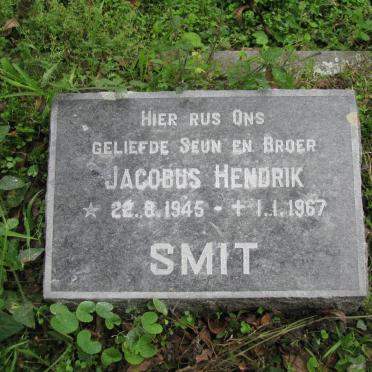 HIER RUS ONS
GELIEFDE SEUN EN BROER
JACOBUS HENDRIK
☆ 22.8.1945 - ✝ 1.1.1967
SMIT